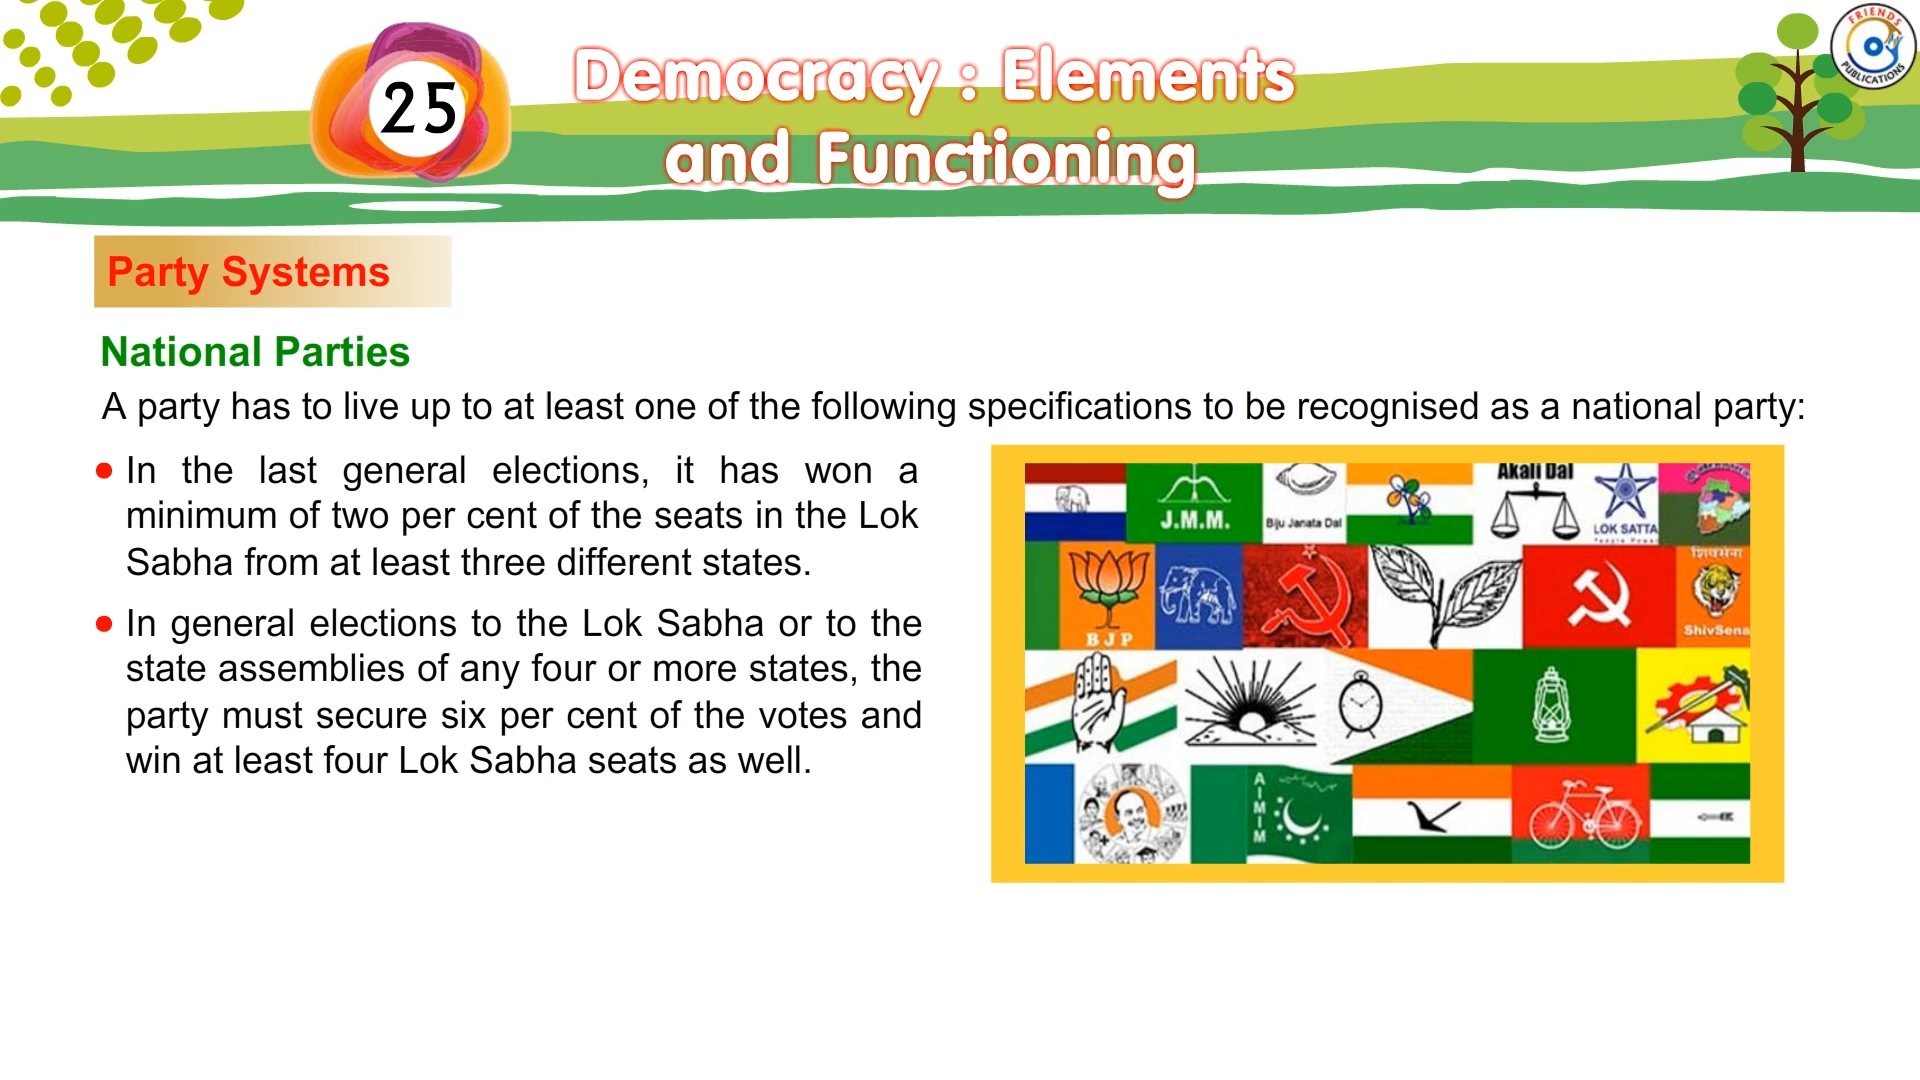 25
Democracy : Elements
and Functioning
FRIENDS
PUBLICATIONS
Party Systems
National Parties
A party has to live up to at least one of the following specifications to be recognised as a national party:
In the last general elections, it has won a
minimum of two per cent of the seats in the Lok
Sabha from at least three different states.
In general elections to the Lok Sabha or to the
state assemblies of any four or more states, the
party must secure six per cent of the votes and
win at least four Lok Sabha seats as well.
J.M.M.
Biju Janata Dal
Akali Dal
LOK SATTA
People Power
BJP
शिवसेना
ShivSena
AIMIM